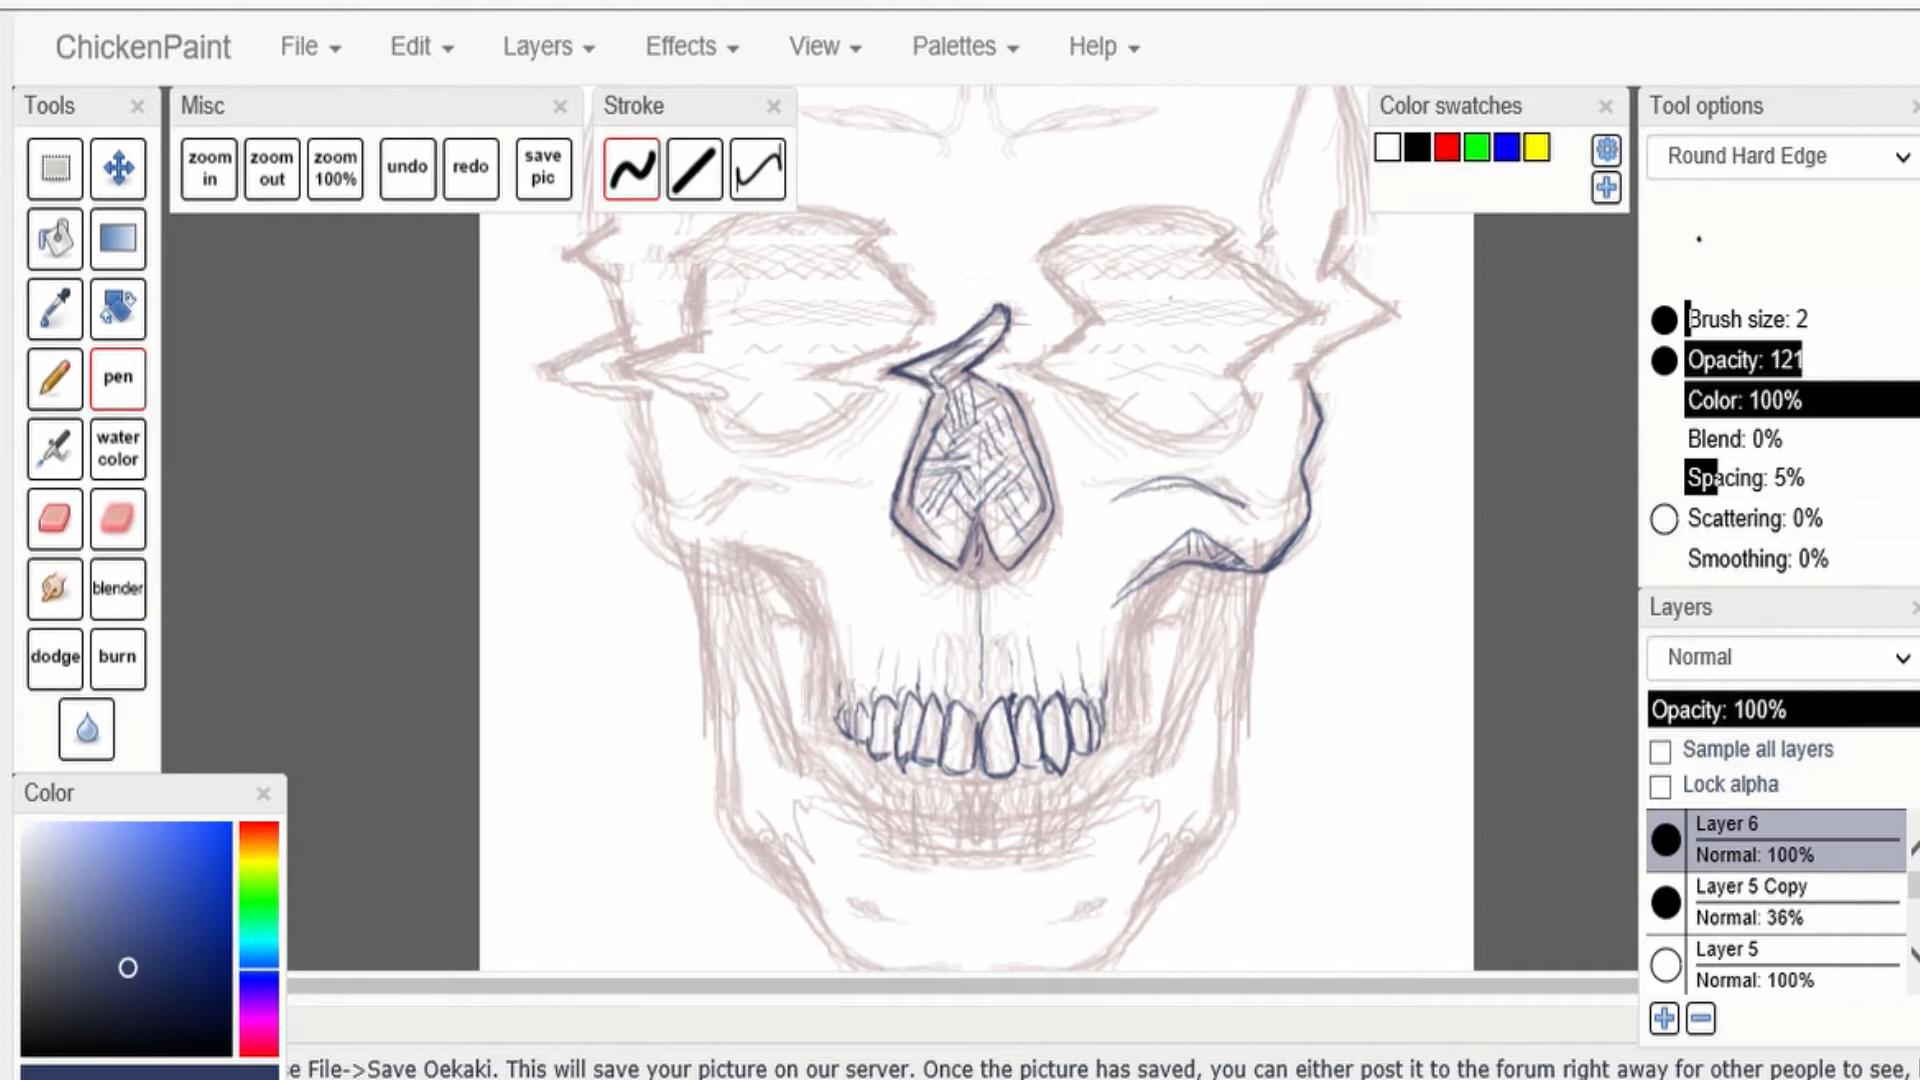 ChickenPaint File Edit Layers Effects View Palettes Help
Tools
Misc
Stroke
Color swatches
Tool options
zoom in
zoom out
zoom 100%
undo
redo
save pic
Round Hard Edge
Brush size: 2
Opacity: 121
Color: 100%
Blend: 0%
Spacing: 5%
Scattering: 0%
Smoothing: 0%
pen
water color
blender
dodge
burn
Layers
Normal
Opacity: 100%
Sample all layers
Lock alpha
Layer 6
Normal: 100%
Layer 5 Copy
Normal: 36%
Layer 5
Normal: 100%
Color
File->Save Oekaki. This will save your picture on our server. Once the picture has saved, you can either post it to the forum right away for other people to see,